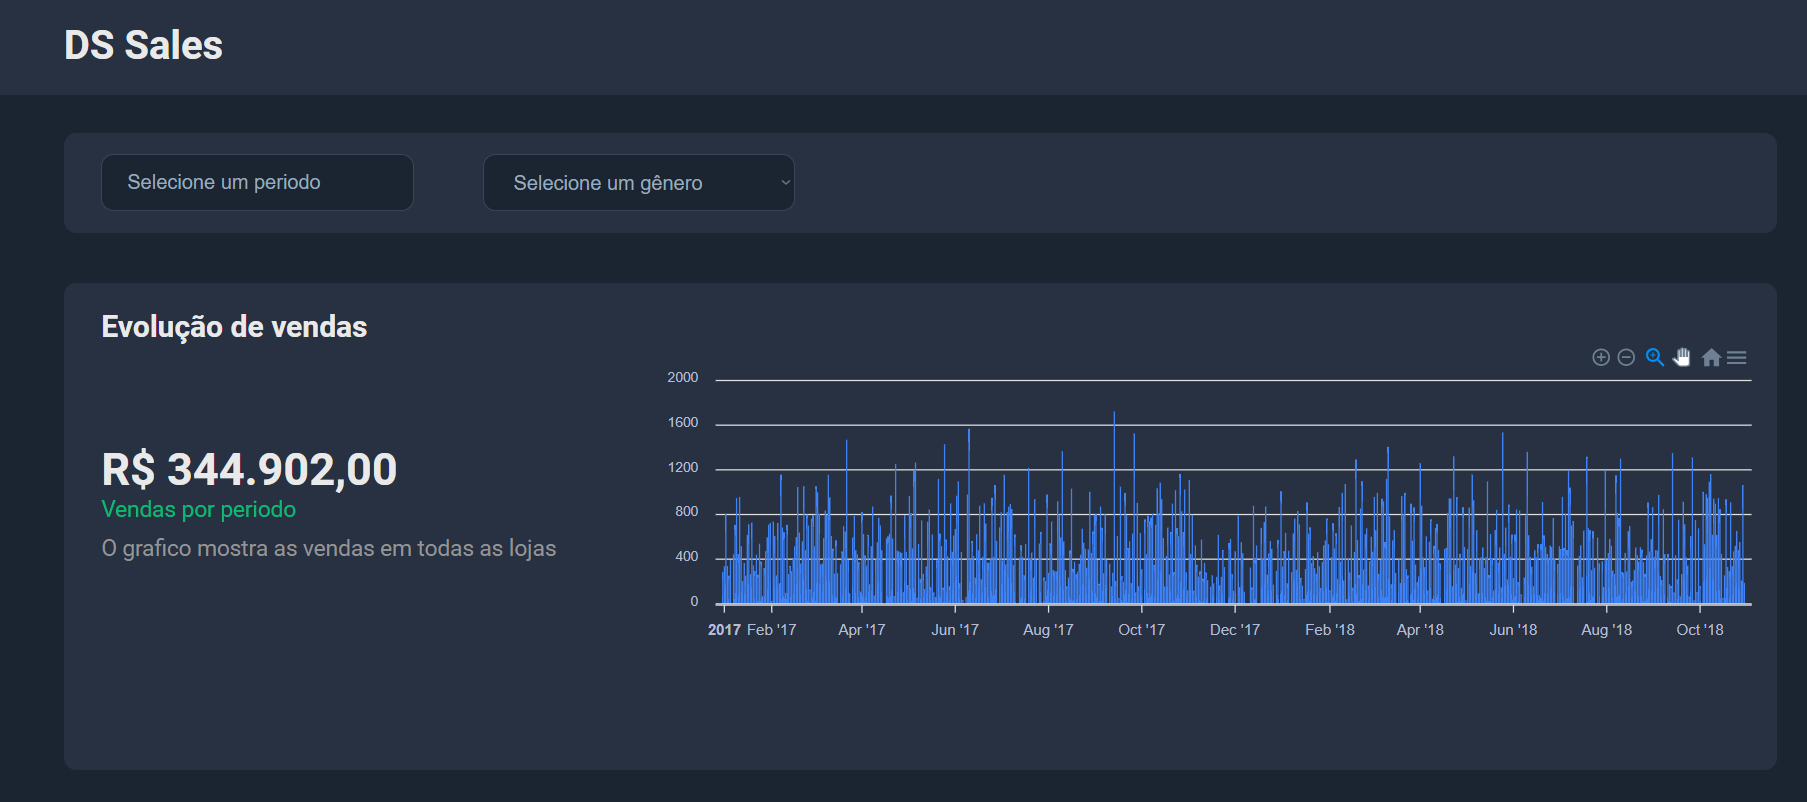 DS Sales
Selecione um periodo
Selecione um gênero
Evolução de vendas
R$ 344.902,00
Vendas por periodo
O grafico mostra as vendas em todas as lojas
2000
1600
1200
800
400
0
2017 Feb '17 Apr '17 Jun '17 Aug '17 Oct '17 Dec '17 Feb '18 Apr '18 Jun '18 Aug '18 Oct '18